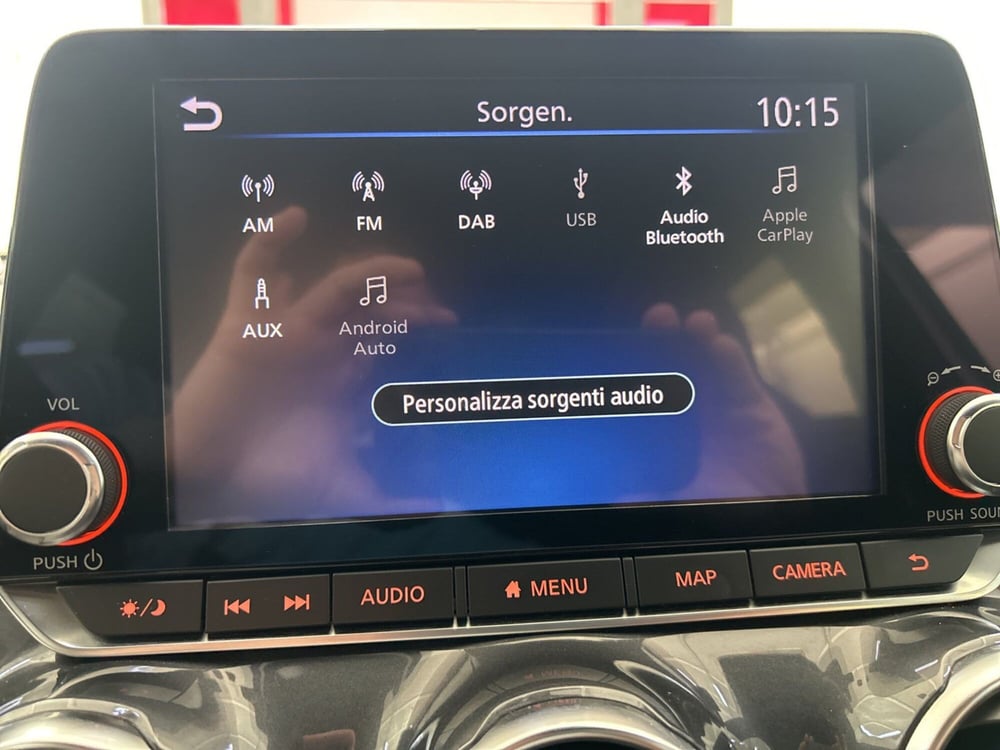 Sorgen.
10:15
AM
FM
DAB
USB
Audio
Bluetooth
Apple
CarPlay
AUX
Android
Auto
Personalizza sorgenti audio
VOL
PUSH
PUSH SOUN
AUDIO
MENU
MAP
CAMERA